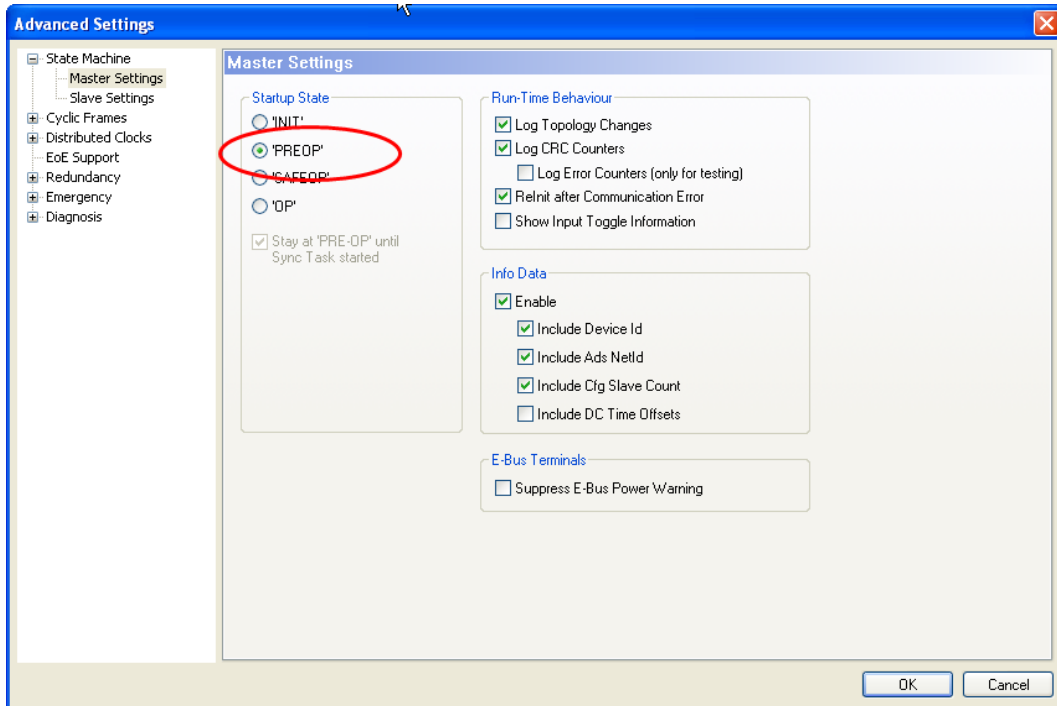 Advanced Settings
State Machine
Master Settings
Slave Settings
Cyclic Frames
Distributed Clocks
EoE Support
Redundancy
Emergency
Diagnosis
Master Settings
Startup State
'INIT'
'PREOP'
'SAFEOP'
'OP'
Stay at 'PRE-OP' until
Sync Task started
Run-Time Behaviour
Log Topology Changes
Log CRC Counters
Log Error Counters (only for testing)
ReInit after Communication Error
Show Input Toggle Information
Info Data
Enable
Include Device Id
Include Ads NetId
Include Cfg Slave Count
Include DC Time Offsets
E-Bus Terminals
Suppress E-Bus Power Warning
OK
Cancel